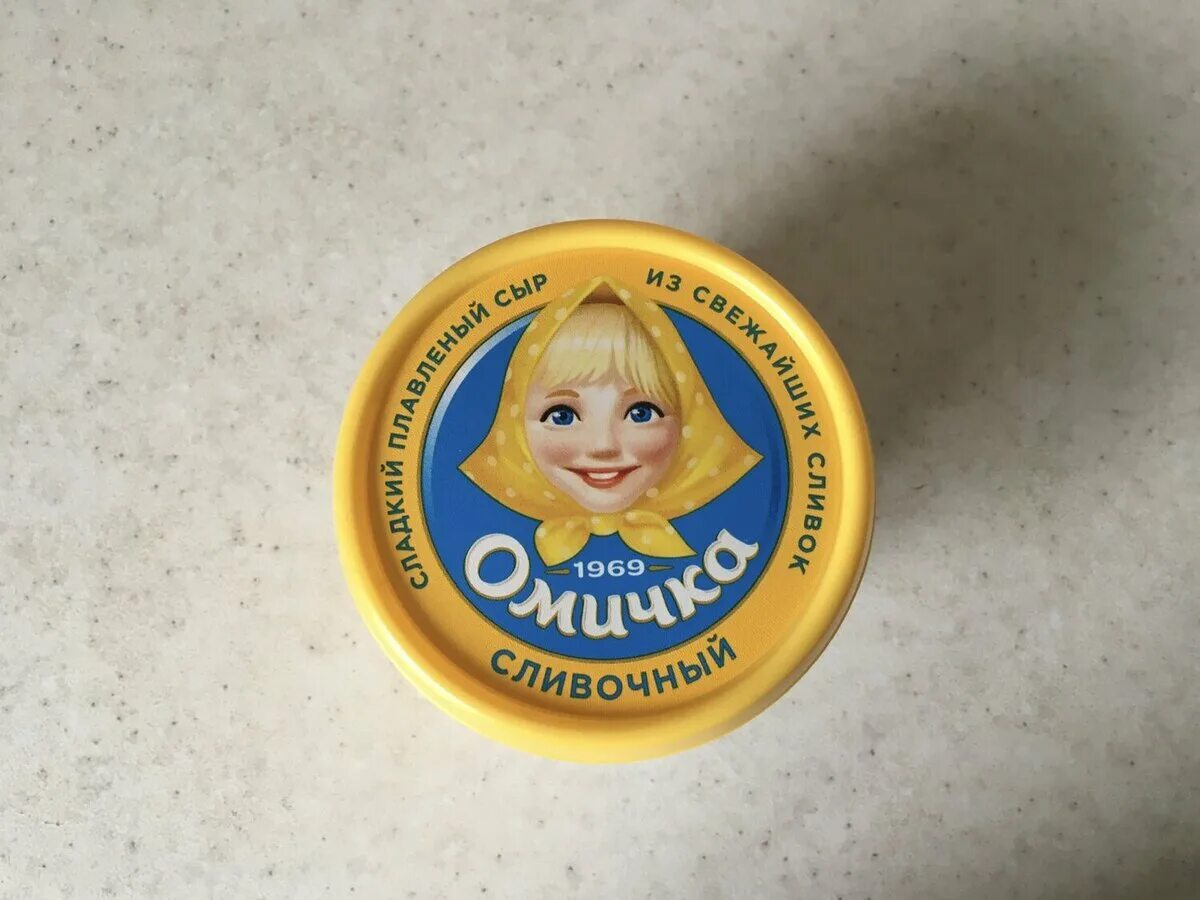 СЛАДКИЙ ПЛАВЛЕНЫЙ СЫР
ИЗ СВЕЖАЙШИХ СЛИВОК
1969
Омичка
СЛИВОЧНЫЙ